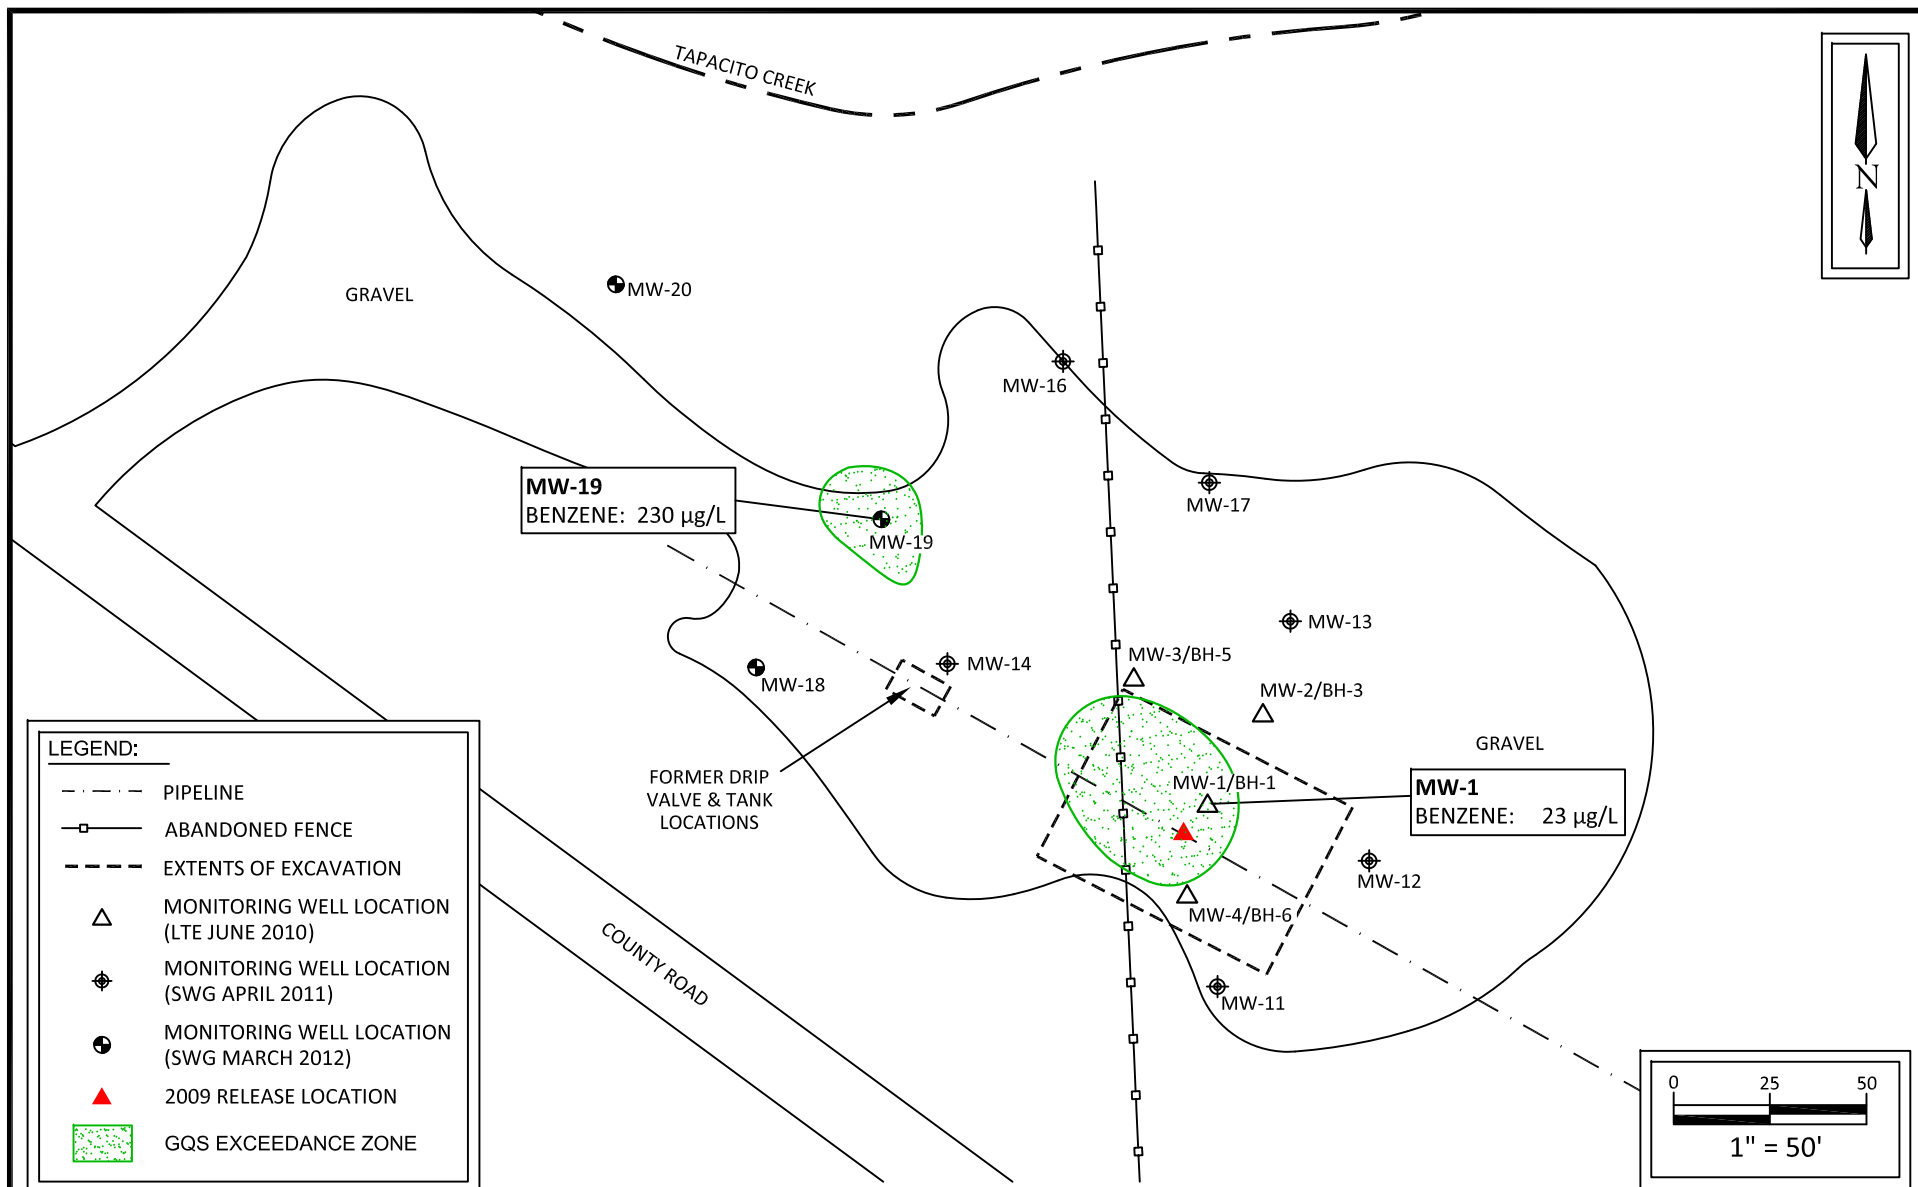 TAPACITO CREEK
N
GRAVEL
MW-20
MW-16
MW-19
BENZENE: 230 µg/L
MW-17
MW-19
MW-13
MW-3/BH-5
MW-14
MW-18
MW-2/BH-3
GRAVEL
FORMER DRIP
VALVE & TANK
LOCATIONS
MW-1/BH-1
MW-1
BENZENE: 23 µg/L
MW-12
MW-4/BH-6
MW-11
COUNTY ROAD
LEGEND:
PIPELINE
ABANDONED FENCE
EXTENTS OF EXCAVATION
MONITORING WELL LOCATION
(LTE JUNE 2010)
MONITORING WELL LOCATION
(SWG APRIL 2011)
MONITORING WELL LOCATION
(SWG MARCH 2012)
2009 RELEASE LOCATION
GQS EXCEEDANCE ZONE
0 25 50
1" = 50'